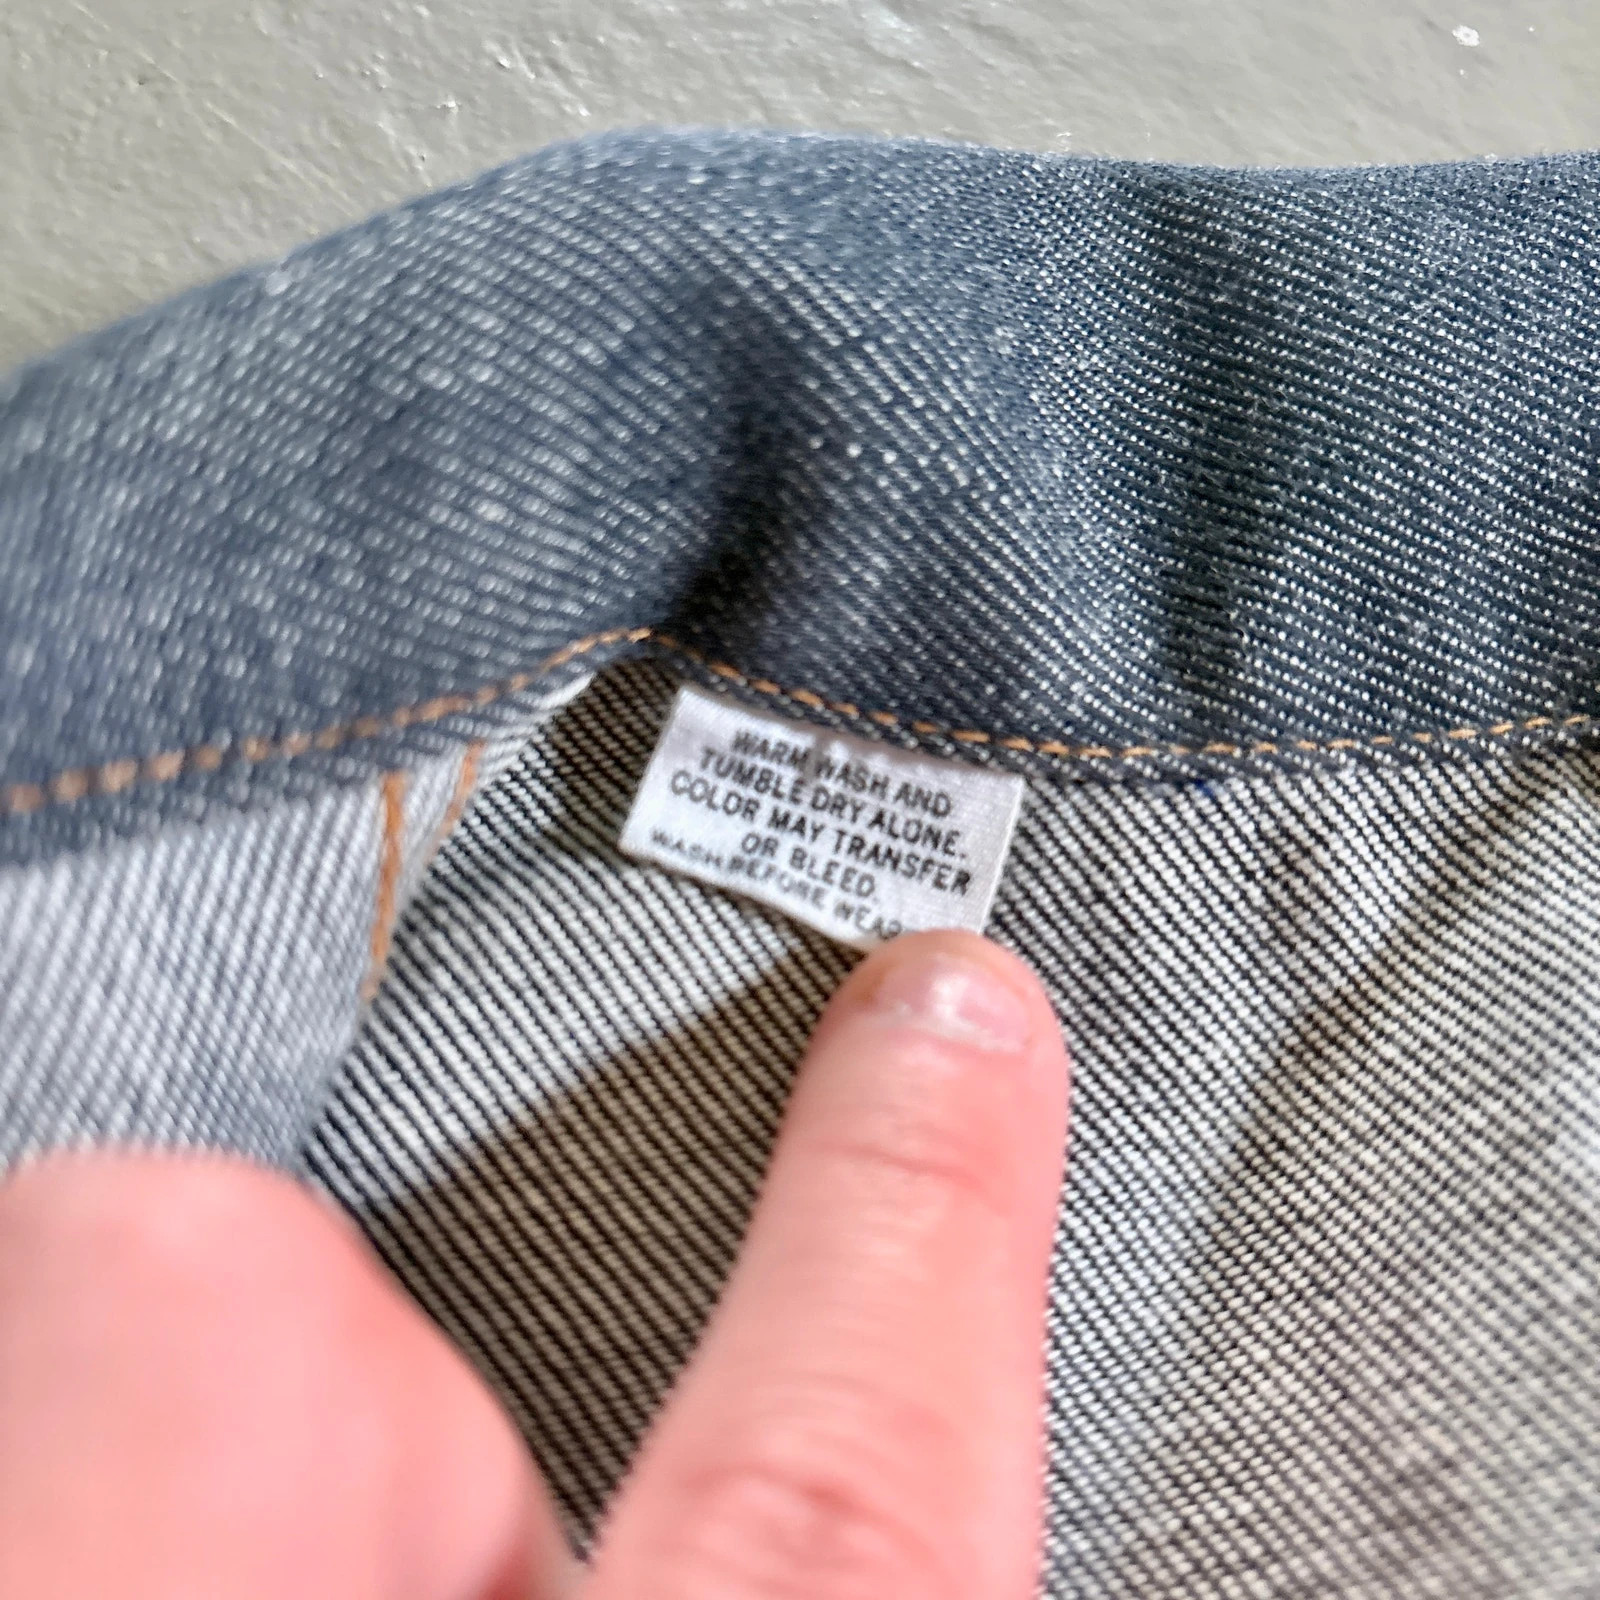 WARM WASH AND
TUMBLE DRY ALONE.
COLOR MAY TRANSFER
OR BLEED.
WASH BEFORE WEAR